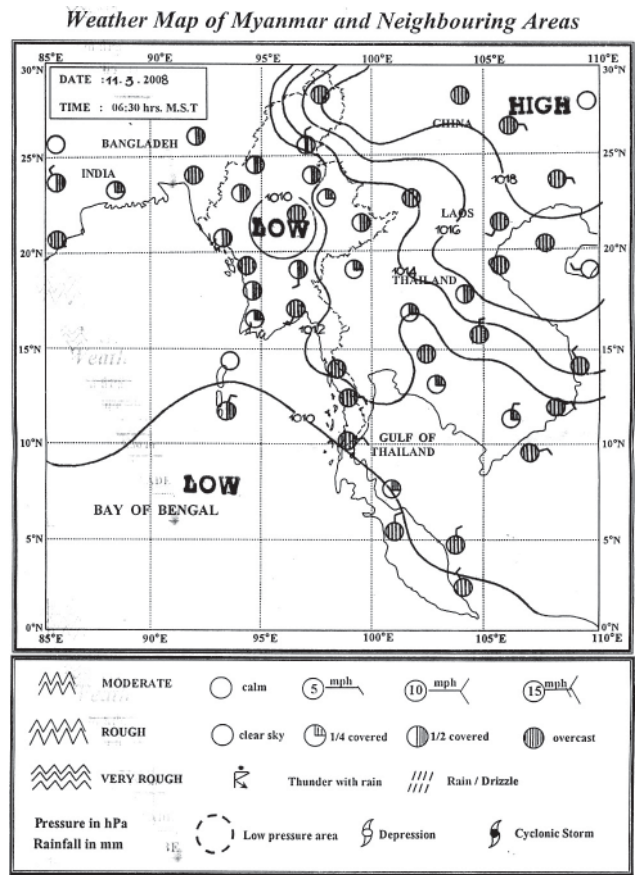 Weather Map of Myanmar and Neighbouring Areas
85°E 90°E 95°E 100°E 105°E 110°E
30°N 30°N
DATE : 11-3-2008
TIME : 06:30 hrs. M.S.T
HIGH
CHINA
BANGLADEH
25°N 25°N
INDIA
1018
1010
LAOS
LOW
1016
20°N 20°N
1014
THAILAND
1012
15°N 15°N
1010
10°N 10°N
GULF OF
THAILAND
LOW
BAY OF BENGAL
5°N 5°N
0°N 0°N
85°E 90°E 95°E 100°E 105°E 110°E
MODERATE calm 5 mph 10 mph 15 mph
ROUGH clear sky 1/4 covered 1/2 covered overcast
VERY ROUGH Thunder with rain Rain / Drizzle
Pressure in hPa
Rainfall in mm
Low pressure area Depression Cyclonic Storm